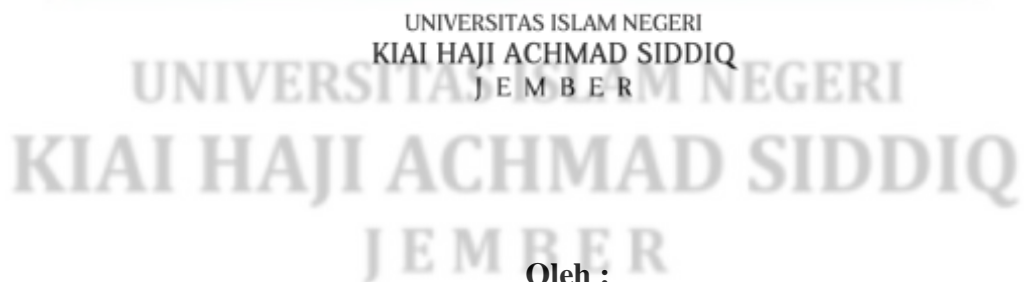 UNIVERSITAS ISLAM NEGERI
KIAI HAJI ACHMAD SIDDIQ
J E M B E R
UNIVERSITAS ISLAM NEGERI
KIAI HAJI ACHMAD SIDDIQ
J E M B E R
Oleh :